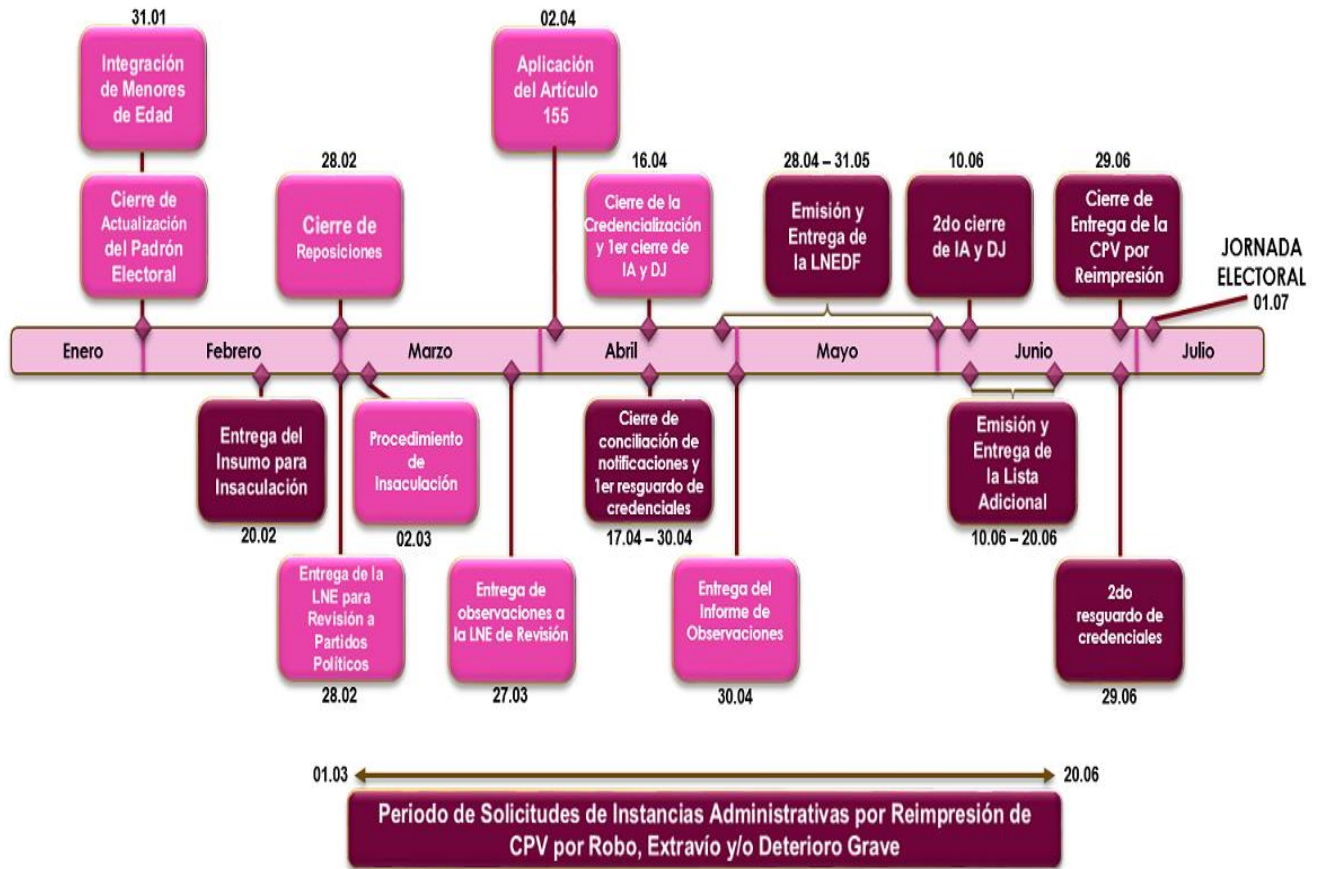 31.01
Integración
de Menores
de Edad
Cierre de
Actualización
del Padrón
Electoral
28.02
Cierre de
Reposiciones
02.04
Aplicación
del Artículo
155
16.04
Cierre de la
Credencialización
y 1er cierre de
IA y DJ
28.04 – 31.05
Emisión y
Entrega de
la LNEDF
10.06
2do cierre
de IA y DJ
29.06
Cierre de
Entrega de la
CPV por
Reimpresión
JORNADA
ELECTORAL
01.07
Enero
Febrero
Marzo
Abril
Mayo
Junio
Julio
Entrega del
Insumo para
Insaculación
20.02
Entrega de la
LNE para
Revisión a
Partidos
Políticos
28.02
Procedimiento
de
Insaculación
02.03
Entrega de
observaciones a
la LNE de Revisión
27.03
Cierre de
conciliación de
notificaciones y
1er resguardo de
credenciales
17.04 – 30.04
Entrega del
Informe de
Observaciones
30.04
Emisión y
Entrega de
la Lista
Adicional
10.06 – 20.06
2do
resguardo de
credenciales
29.06
01.03
20.06
Periodo de Solicitudes de Instancias Administrativas por Reimpresión de
CPV por Robo, Extravío y/o Deterioro Grave